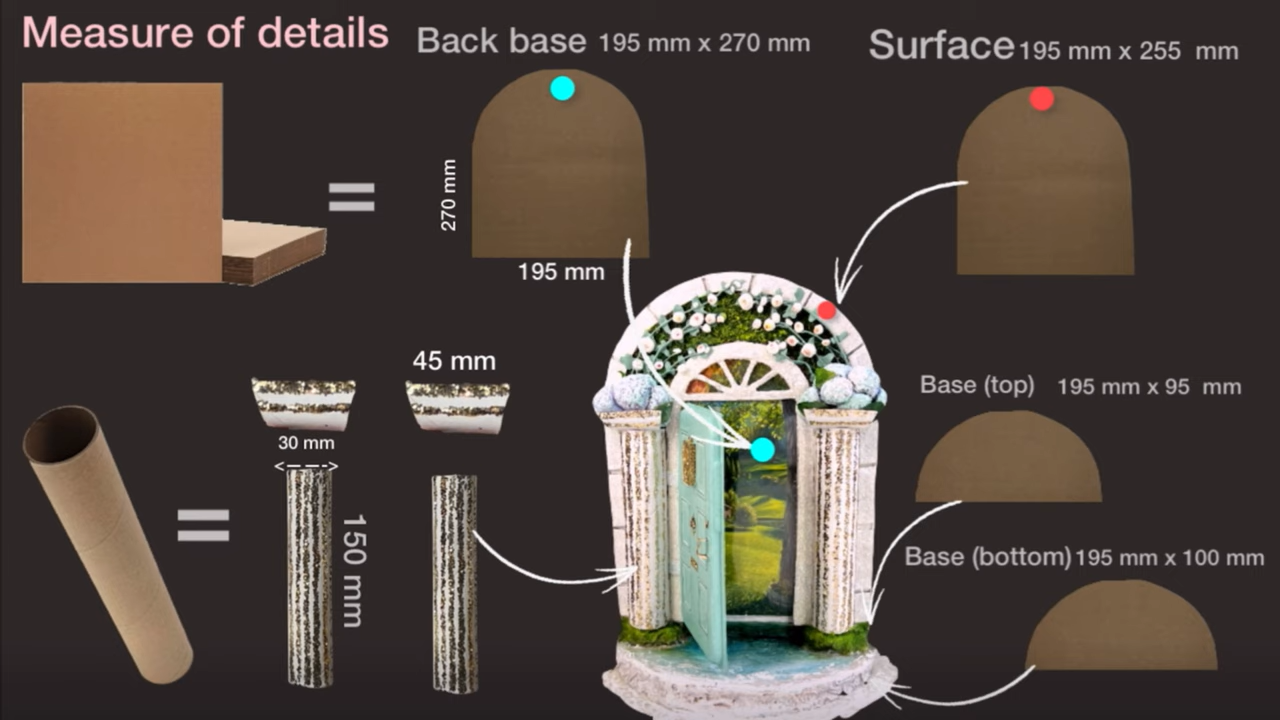 Measure of details
Back base 195 mm x 270 mm
Surface 195 mm x 255 mm
270 mm
195 mm
45 mm
30 mm
150 mm
Base (top) 195 mm x 95 mm
Base (bottom) 195 mm x 100 mm